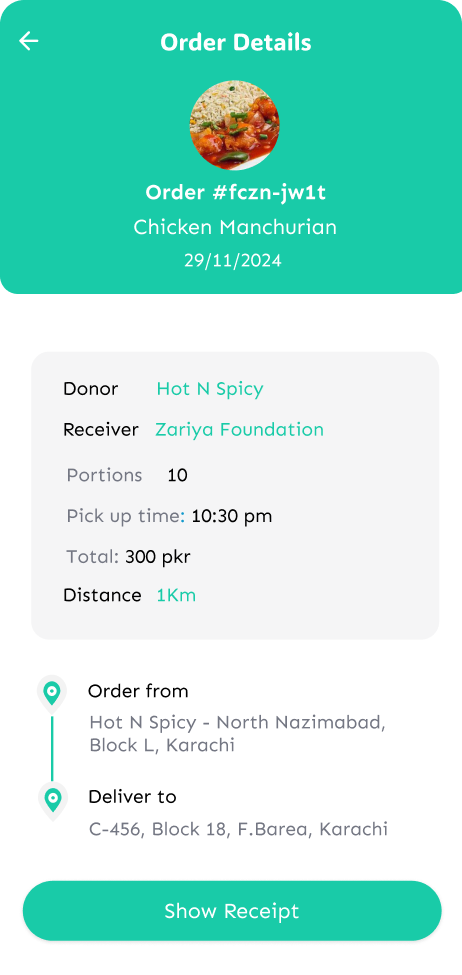 Order Details
Order #fczn-jw1t
Chicken Manchurian
29/11/2024
Donor Hot N Spicy
Receiver Zariya Foundation
Portions 10
Pick up time: 10:30 pm
Total: 300 pkr
Distance 1Km
Order from
Hot N Spicy - North Nazimabad,
Block L, Karachi
Deliver to
C-456, Block 18, F.Barea, Karachi
Show Receipt